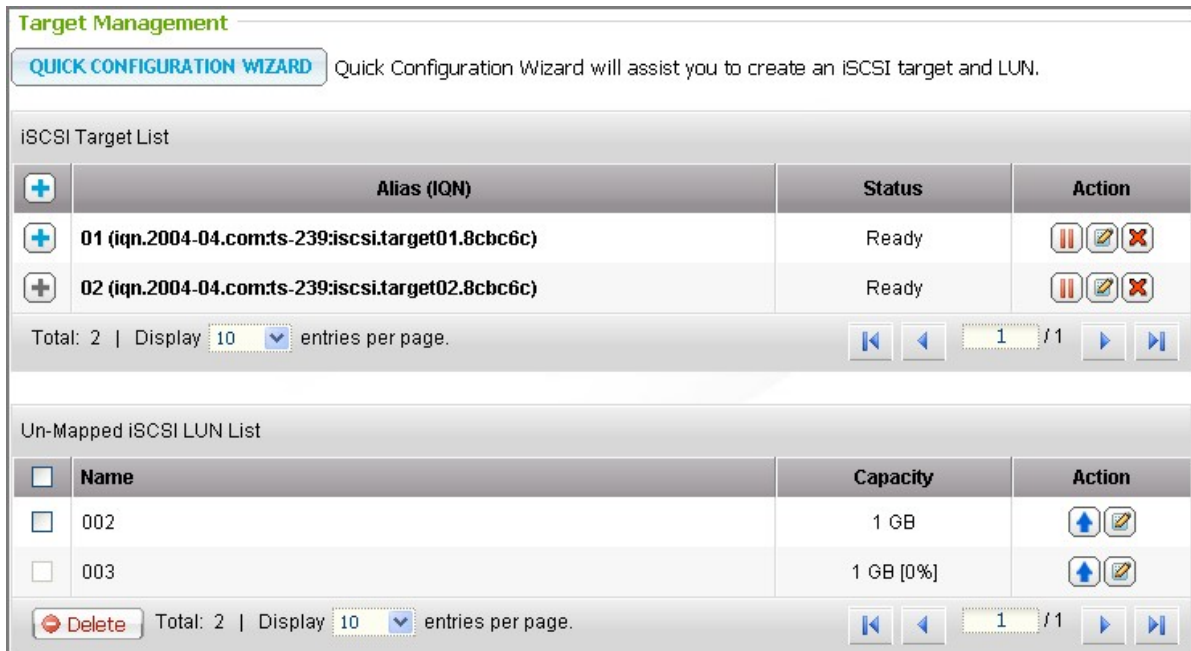 Target Management
QUICK CONFIGURATION WIZARD Quick Configuration Wizard will assist you to create an iSCSI target and LUN.
iSCSI Target List
Alias (IQN) Status Action
01 (iqn.2004-04.com:ts-239:iscsi.target01.8cbc6c) Ready
02 (iqn.2004-04.com:ts-239:iscsi.target02.8cbc6c) Ready
Total: 2 | Display 10 entries per page. 1 / 1
Un-Mapped iSCSI LUN List
Name Capacity Action
002 1 GB
003 1 GB [0%]
Delete Total: 2 | Display 10 entries per page. 1 / 1